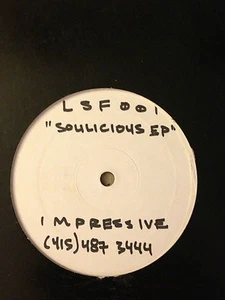 LSF001
"SOULICIOUS EP"
IMPRESSIVE
(415) 487 3444